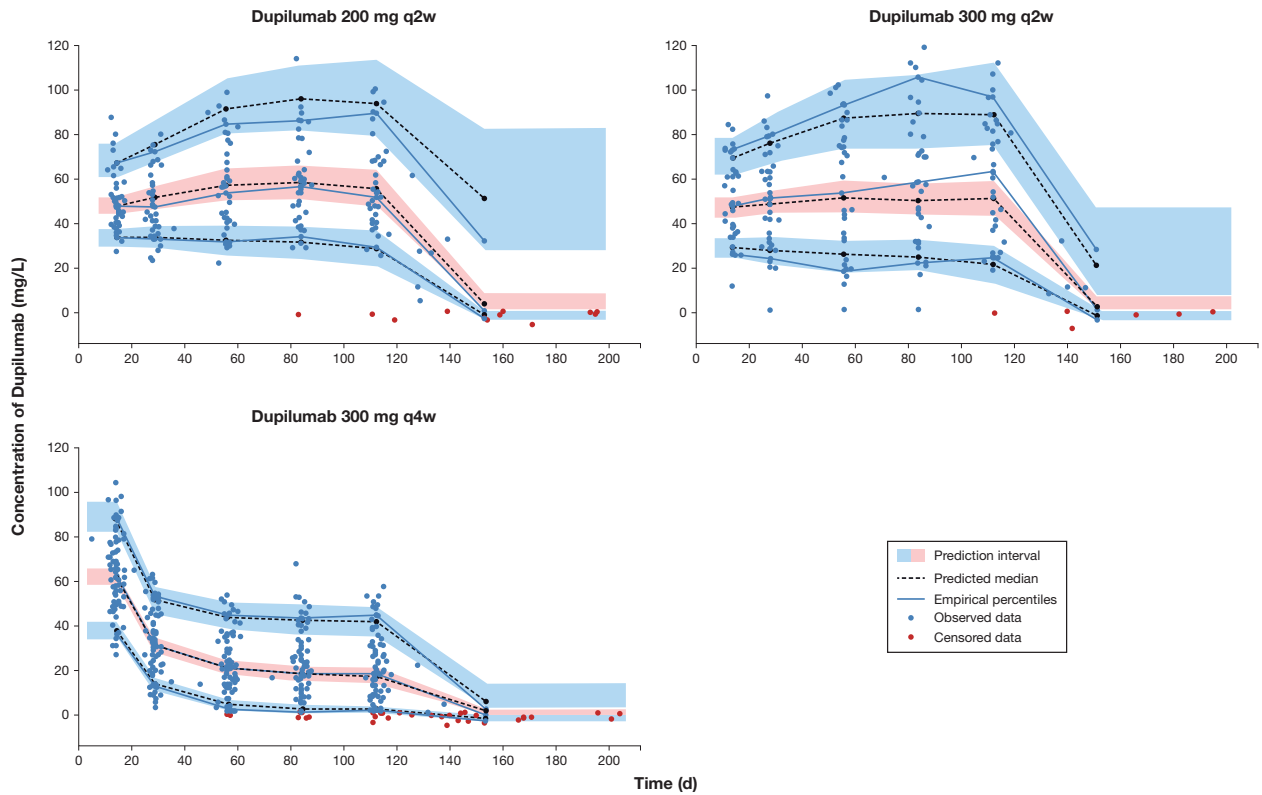 Dupilumab 200 mg q2w
Dupilumab 300 mg q2w
120
100
80
60
40
20
0
0 20 40 60 80 100 120 140 160 180 200
120
100
80
60
40
20
0
0 20 40 60 80 100 120 140 160 180 200
Dupilumab 300 mg q4w
120
100
80
60
40
20
0
0 20 40 60 80 100 120 140 160 180 200
Concentration of Dupilumab (mg/L)
Time (d)
Prediction interval
Predicted median
Empirical percentiles
Observed data
Censored data